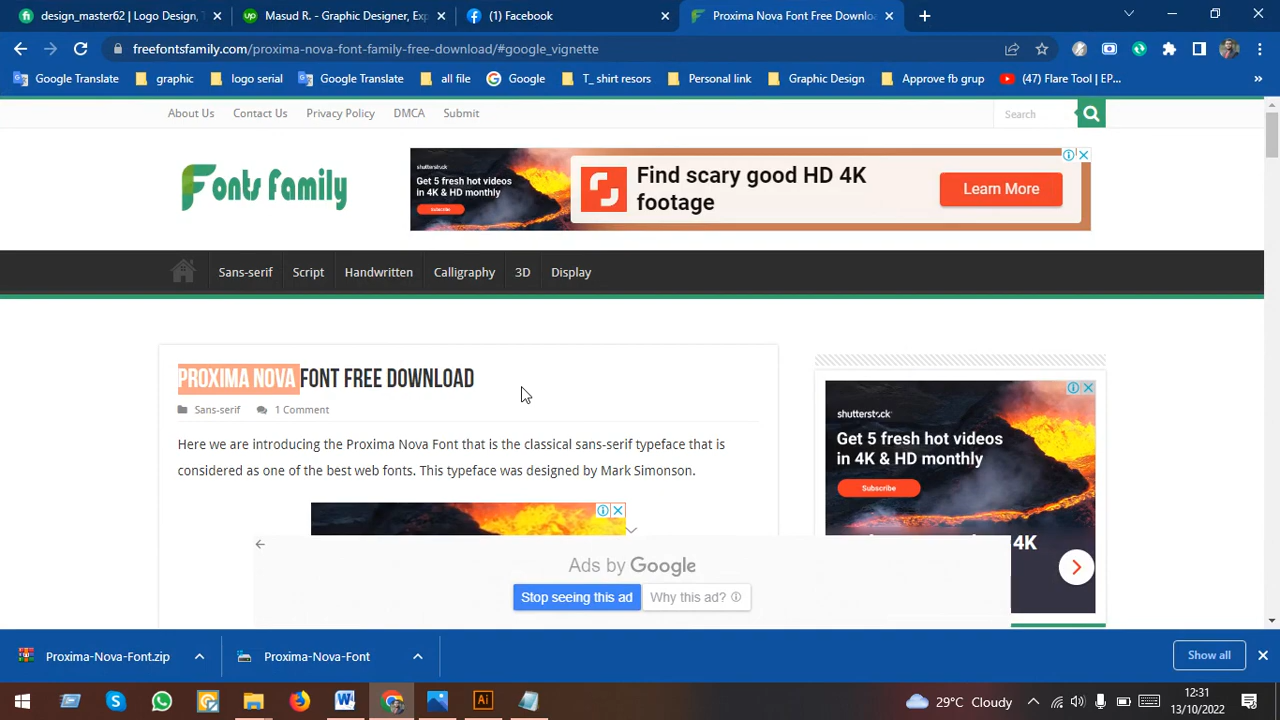 design_master62 | Logo Design, T
Masud R. - Graphic Designer, Exp
(1) Facebook
Proxima Nova Font Free Downloa
freefontsfamily.com/proxima-nova-font-family-free-download/#google_vignette
Google Translate graphic logo serial Google Translate all file Google T_ shirt resors Personal link Graphic Design Approve fb grup (47) Flare Tool | EP...
About Us Contact Us Privacy Policy DMCA Submit Search
Fonts Family
shutterstock
Get 5 fresh hot videos
in 4K & HD monthly
Subscribe
Find scary good HD 4K
footage
Learn More
Sans-serif Script Handwritten Calligraphy 3D Display
PROXIMA NOVA FONT FREE DOWNLOAD
Sans-serif 1 Comment
Here we are introducing the Proxima Nova Font that is the classical sans-serif typeface that is
considered as one of the best web fonts. This typeface was designed by Mark Simonson.
shutterstock
Get 5 fresh hot videos
in 4K & HD monthly
Subscribe
4K
Ads by Google
Stop seeing this ad Why this ad?
Proxima-Nova-Font.zip Proxima-Nova-Font Show all
29°C Cloudy
12:31
13/10/2022